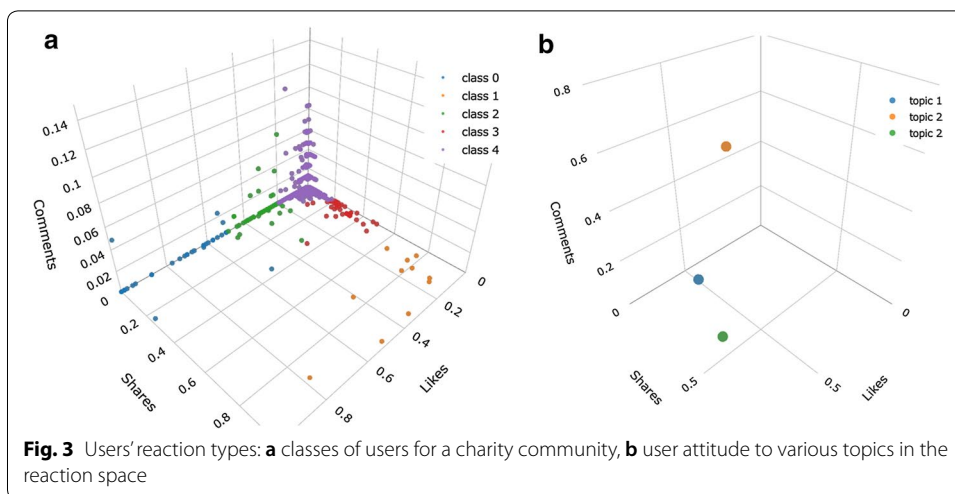 a
b
class 0
class 1
class 2
class 3
class 4
0.14
0.12
0.1
0.08
0.06
0.04
0.02
0
Comments
0.2
0.4
0.6
0.8
Shares
0
0.2
0.4
0.6
0.8
Likes
topic 1
topic 2
topic 2
0.8
0.6
0.4
0.2
Comments
0
0.5
Shares
0
0.5
Likes
Fig. 3 Users' reaction types: a classes of users for a charity community, b user attitude to various topics in the
reaction space